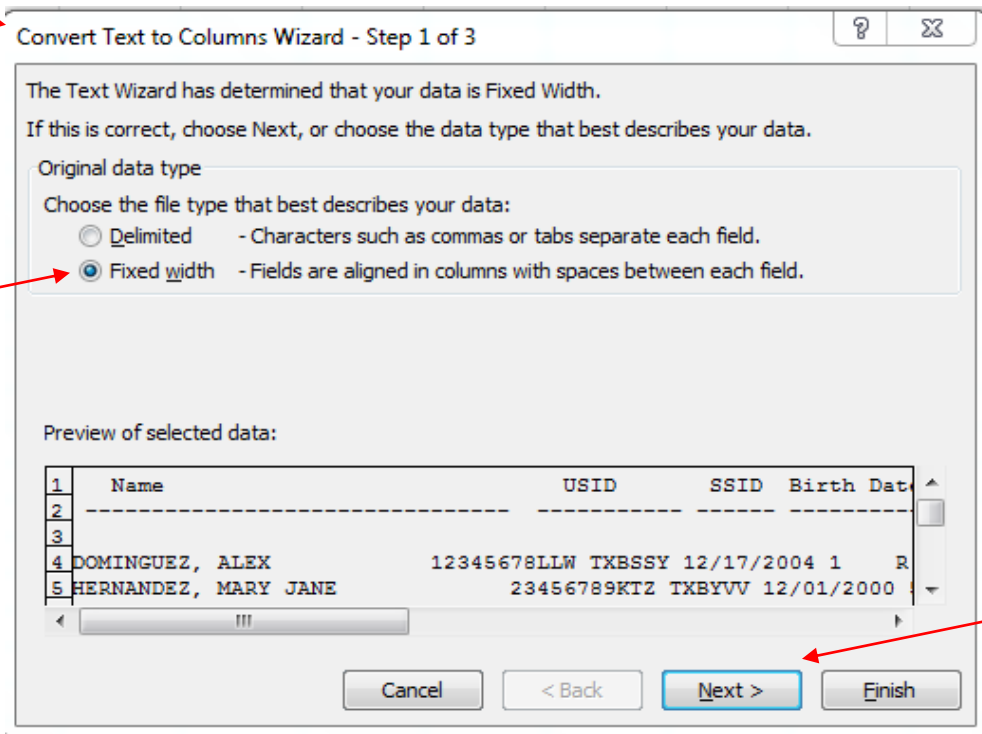 Convert Text to Columns Wizard - Step 1 of 3
The Text Wizard has determined that your data is Fixed Width.
If this is correct, choose Next, or choose the data type that best describes your data.
Original data type
Choose the file type that best describes your data:
Delimited - Characters such as commas or tabs separate each field.
Fixed width - Fields are aligned in columns with spaces between each field.
Preview of selected data:
1 Name USID SSID Birth Dat
2 -------------------------------- ----------- ------ ----------
3
4 DOMINGUEZ, ALEX 12345678LLW TXBSSY 12/17/2004 1 R
5 HERNANDEZ, MARY JANE 23456789KTZ TXBYVV 12/01/2000
Cancel < Back Next > Finish